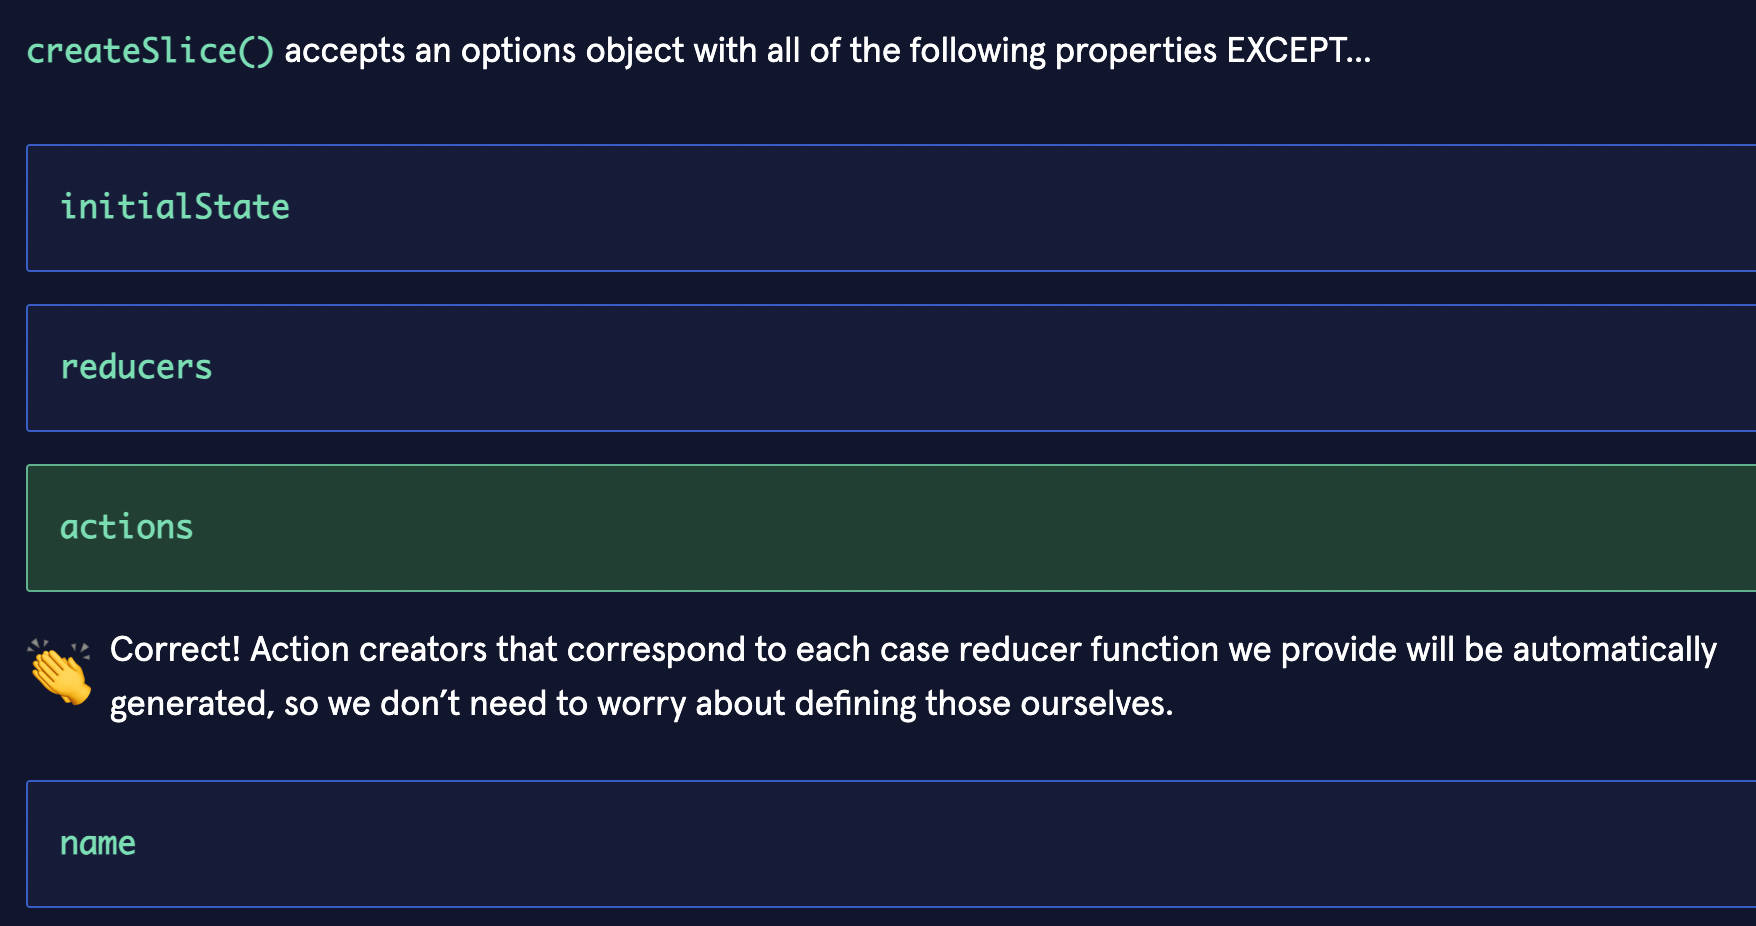 createSlice() accepts an options object with all of the following properties EXCEPT...
initialState
reducers
actions
Correct! Action creators that correspond to each case reducer function we provide will be automatically
generated, so we don’t need to worry about defining those ourselves.
name